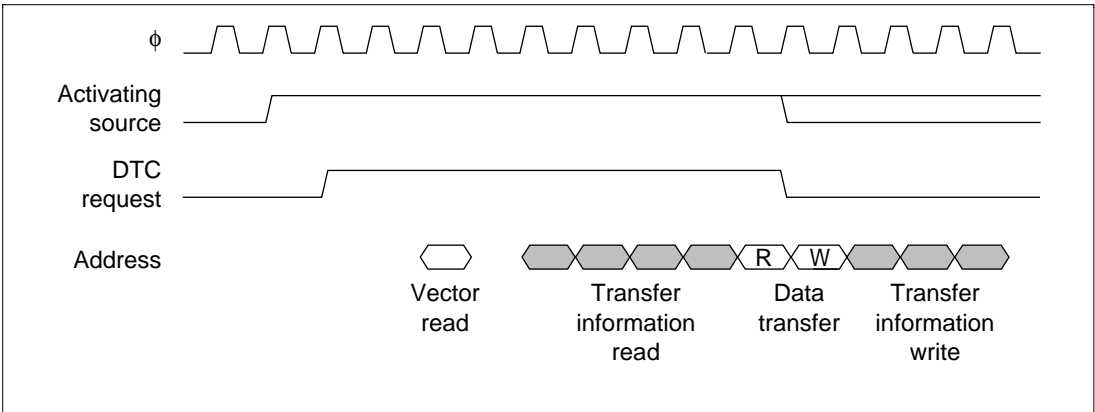 ϕ
Activating
source
DTC
request
Address
R W
Vector
read
Transfer
information
read
Data
transfer
Transfer
information
write